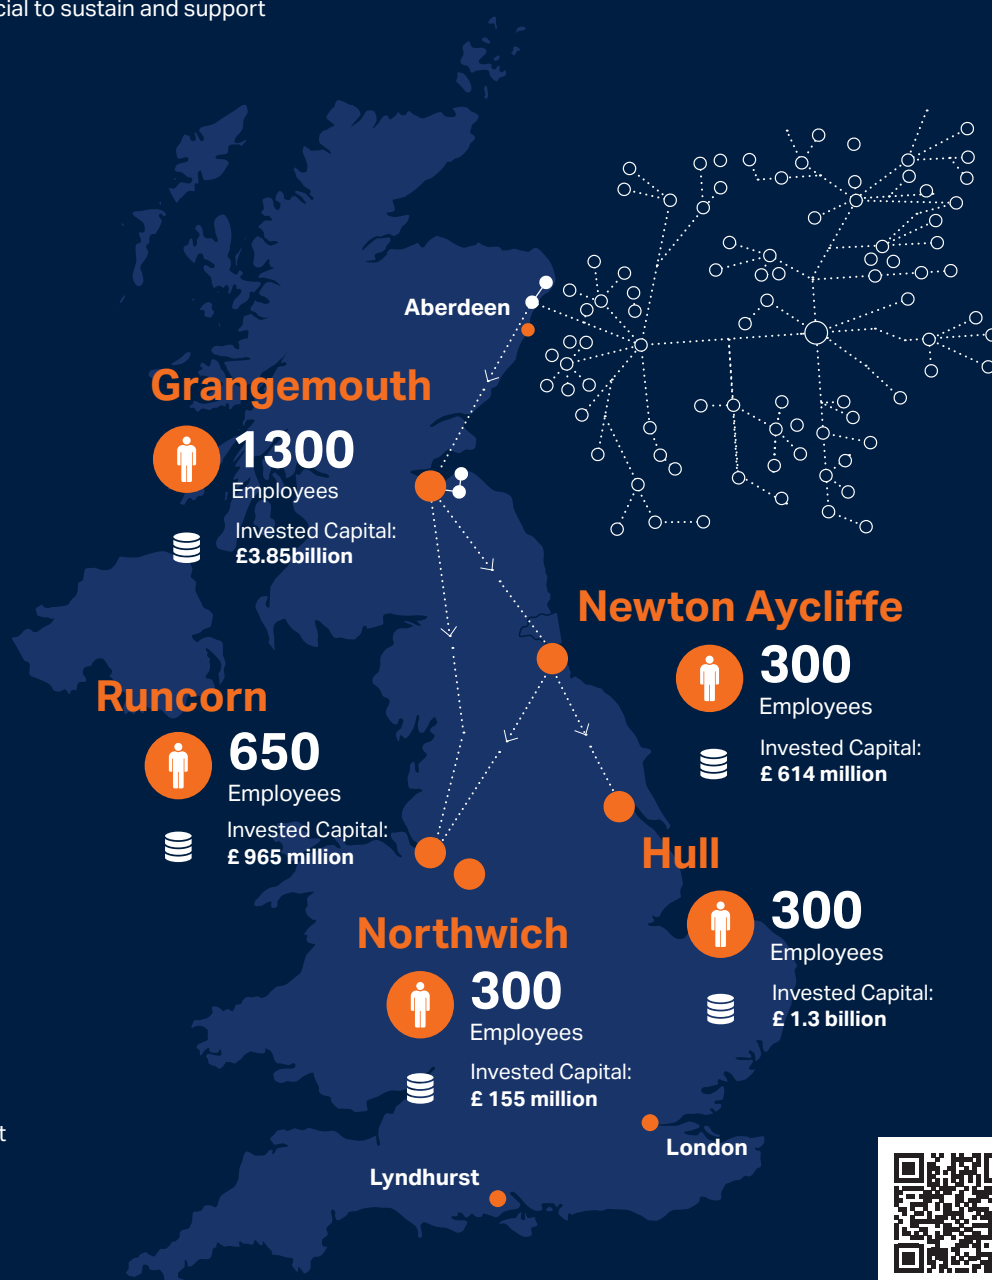 cial to sustain and support
Aberdeen
Grangemouth
1300
Employees
Invested Capital:
£3.85billion
Newton Aycliffe
300
Employees
Invested Capital:
£ 614 million
Runcorn
650
Employees
Invested Capital:
£ 965 million
Hull
300
Employees
Invested Capital:
£ 1.3 billion
Northwich
300
Employees
Invested Capital:
£ 155 million
t
London
Lyndhurst